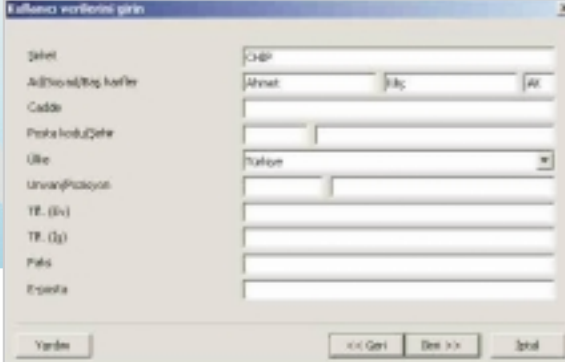 Kullanıcı verilerini girin
Şirket CHIP
Ad/Soyad/Baş harfler Ahmet Kılıç AK
Cadde
Posta kodu/Şehir
Ülke Türkiye
Unvan/Pozisyon
Tlf. (Ev)
Tlf. (İş)
Faks
E-posta
Yardım << Geri İleri >> İptal